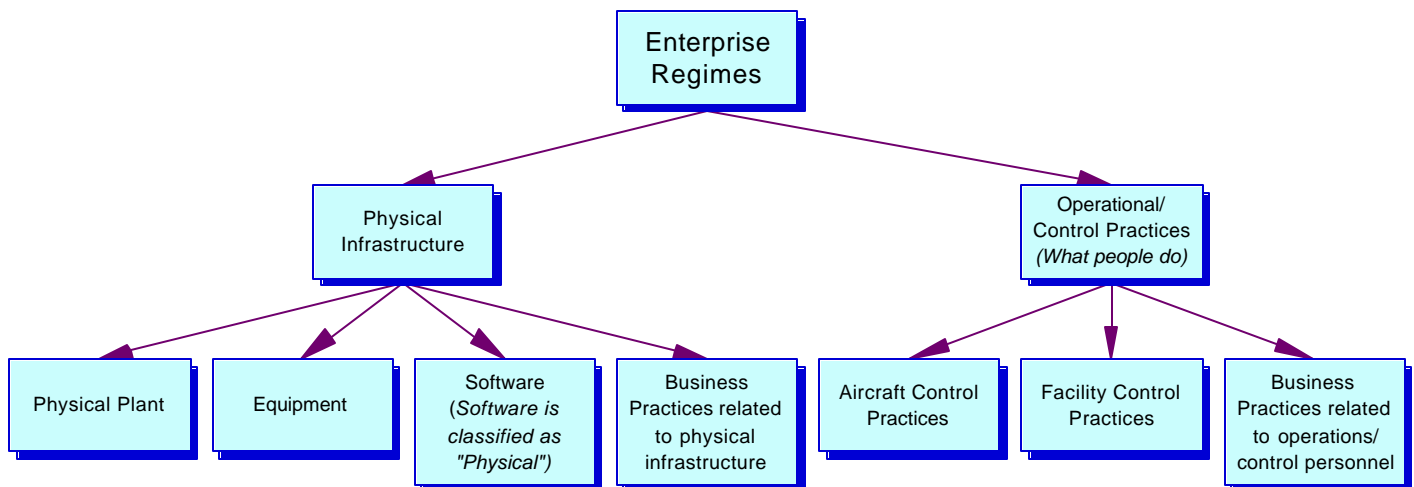 Enterprise
Regimes
Physical
Infrastructure
Operational/
Control Practices
(What people do)
Physical Plant
Equipment
Software
(Software is
classified as
"Physical")
Business
Practices related
to physical
infrastructure
Aircraft Control
Practices
Facility Control
Practices
Business
Practices related
to operations/
control personnel